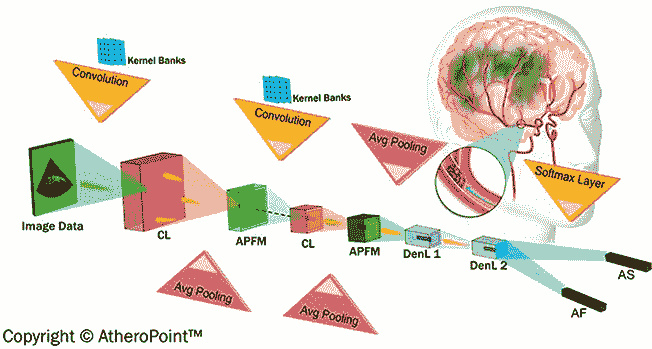 Kernel Banks
Convolution
Kernel Banks
Convolution
Avg Pooling
Softmax Layer
Image Data
CL
APFM
CL
APFM
DenL 1
DenL 2
AS
AF
Avg Pooling
Avg Pooling
Copyright © AtheroPoint™